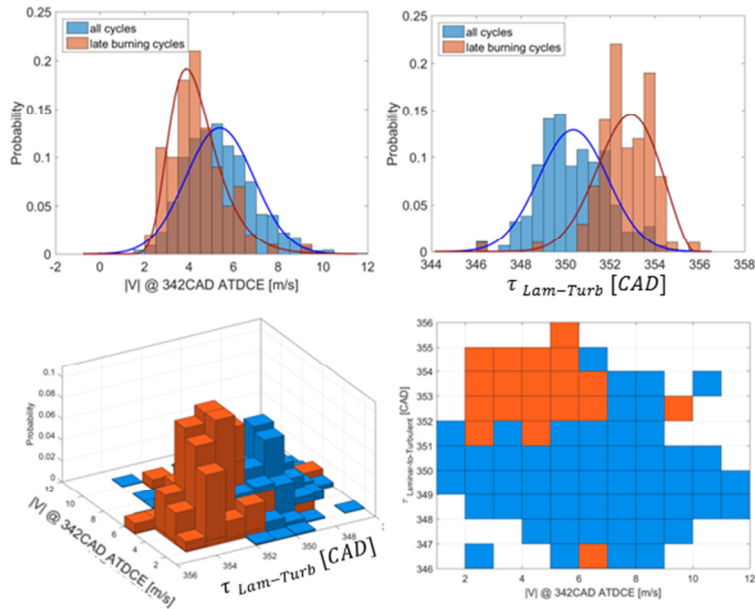 all cycles
late burning cycles
Probability
0.2
0.15
0.1
0.05
0
-2 0 2 4 6 8 10 12
|V| @ 342CAD ATDCE [m/s]
all cycles
late burning cycles
Probability
0.25
0.2
0.15
0.1
0.05
0
344 346 348 350 352 354 356 358
τ Lam-Turb [CAD]
Probability
0.1
0.08
0.06
0.04
0.02
0
12 10 8 6 4 2
|V| @ 342CAD ATDCE [m/s]
356 354 352 350 348
τ Lam-Turb [CAD]
τ Laminar-to-Turbulent [CAD]
356
355
354
353
352
351
350
349
348
347
346
2 4 6 8 10 12
|V| @ 342CAD ATDCE [m/s]